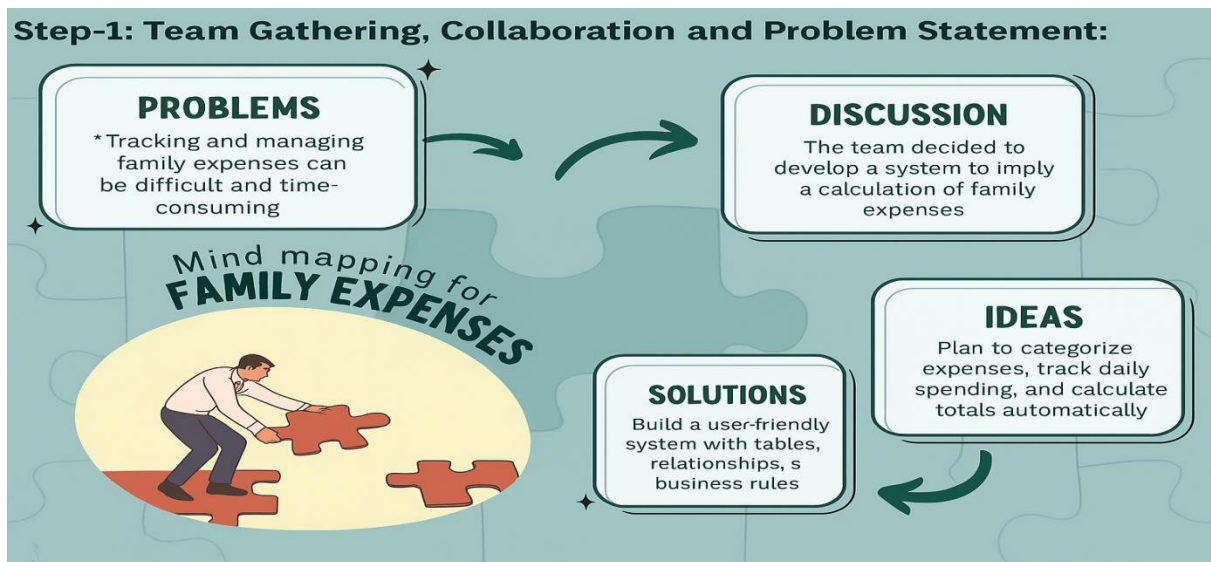 Step-1: Team Gathering, Collaboration and Problem Statement:
PROBLEMS
* Tracking and managing
family expenses can
be difficult and time-
consuming
DISCUSSION
The team decided to
develop a system to imply
a calculation of family
expenses
Mind mapping for
FAMILY EXPENSES
IDEAS
Plan to categorize
expenses, track daily
spending, and calculate
totals automatically
SOLUTIONS
Build a user-friendly
system with tables,
relationships, s
business rules